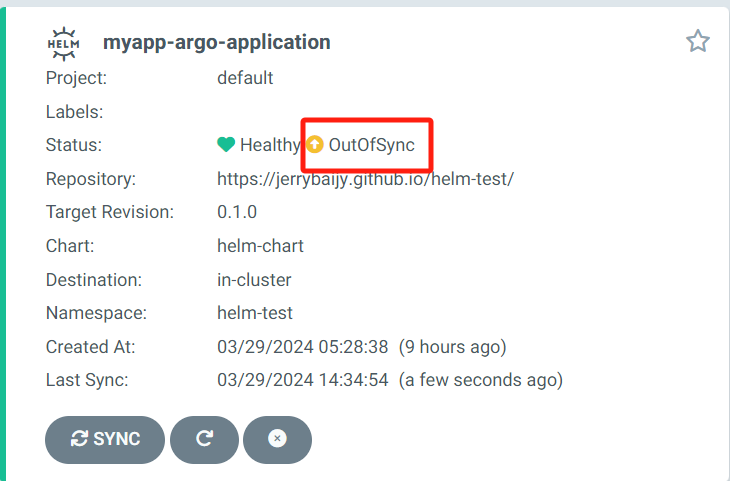 HELM
myapp-argo-application
Project: default
Labels:
Status: Healthy OutOfSync
Repository: https://jerrybaijy.github.io/helm-test/
Target Revision: 0.1.0
Chart: helm-chart
Destination: in-cluster
Namespace: helm-test
Created At: 03/29/2024 05:28:38 (9 hours ago)
Last Sync: 03/29/2024 14:34:54 (a few seconds ago)
SYNC